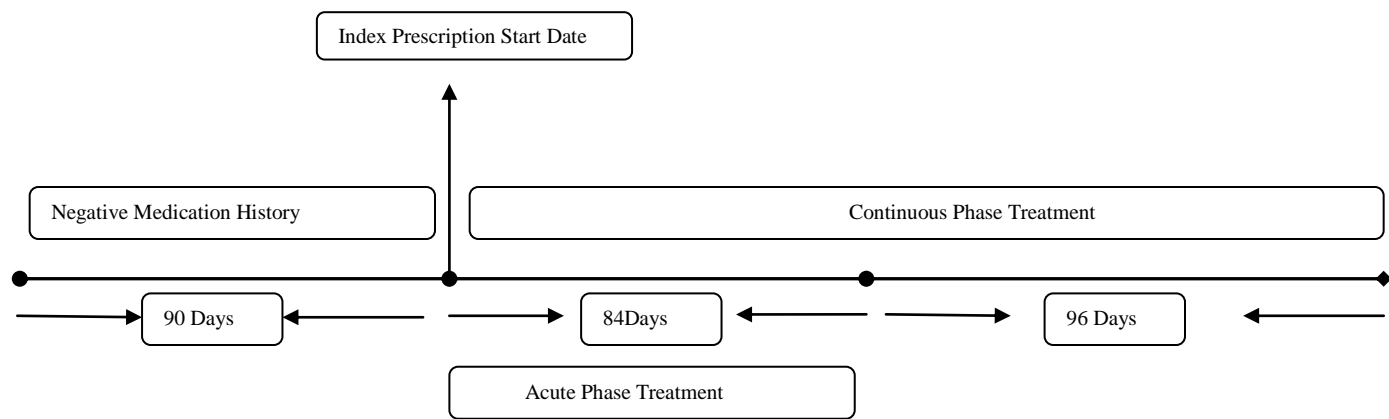 Index Prescription Start Date
Negative Medication History
Continuous Phase Treatment
90 Days
84Days
96 Days
Acute Phase Treatment